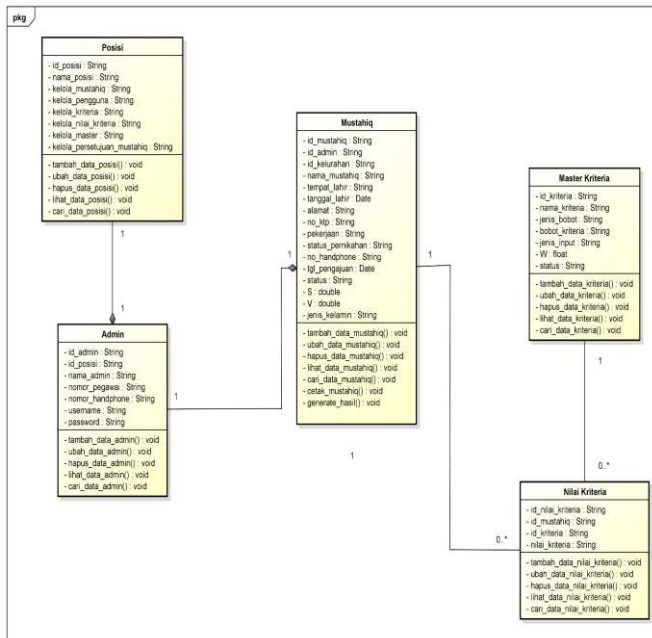 pkg
Posisi
- id_posisi : String
- nama_posisi : String
- kelola_mustahiq : String
- kelola_pengguna : String
- kelola_kriteria : String
- kelola_nilai_kriteria : String
- kelola_master : String
- kelola_persetujuan_mustahiq : String
- tambah_data_posisi() : void
- ubah_data_posisi() : void
- hapus_data_posisi() : void
- lihat_data_posisi() : void
- cari_data_posisi() : void
1
1
Admin
- id_admin : String
- id_posisi : String
- nama_admin : String
- nomor_pegawai : String
- nomor_handphone : String
- username : String
- password : String
- tambah_data_admin() : void
- ubah_data_admin() : void
- hapus_data_admin() : void
- lihat_data_admin() : void
- cari_data_admin() : void
1
1
Mustahiq
- id_mustahiq : String
- id_admin : String
- id_kelurahan : String
- nama_mustahiq : String
- tempat_lahir : String
- tanggal_lahir : Date
- alamat : String
- no_ktp : String
- pekerjaan : String
- status_pernikahan : String
- no_handphone : String
- tgl_pengajuan : Date
- status : String
- S : double
- V : double
- jenis_kelamin : String
- tambah_data_mustahiq() : void
- ubah_data_mustahiq() : void
- hapus_data_mustahiq() : void
- lihat_data_mustahiq() : void
- cari_data_mustahiq() : void
- cetak_mustahiq() : void
- generate_hasil() : void
1
1
0..*
Master Kriteria
- id_kriteria : String
- nama_kriteria : String
- jenis_bobot : String
- bobot_kriteria : String
- jenis_input : String
- W : float
- status : String
- tambah_data_kriteria() : void
- ubah_data_kriteria() : void
- hapus_data_kriteria() : void
- lihat_data_kriteria() : void
- cari_data_kriteria() : void
1
0..*
Nilai Kriteria
- id_nilai_kriteria : String
- id_mustahiq : String
- id_kriteria : String
- nilai_kriteria : String
- tambah_data_nilai_kriteria() : void
- ubah_data_nilai_kriteria() : void
- hapus_data_nilai_kriteria() : void
- lihat_data_nilai_kriteria() : void
- cari_data_nilai_kriteria() : void